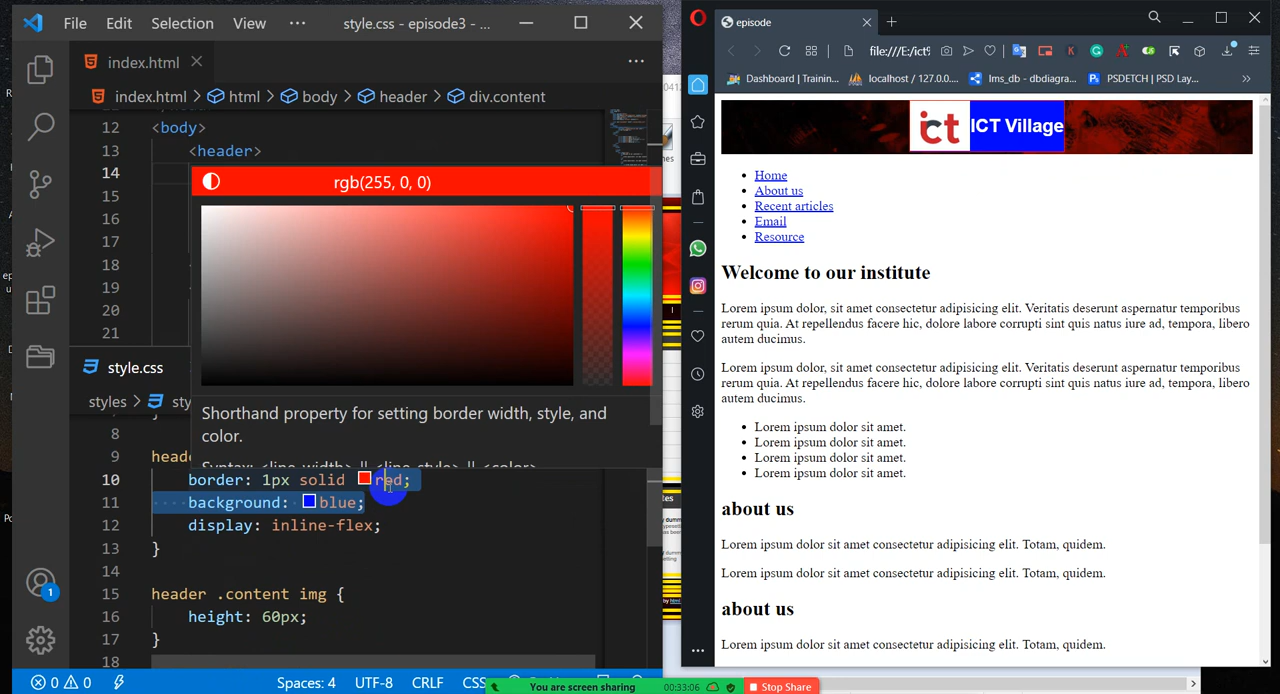 File Edit Selection View ··· style.css - episode3 - ...
index.html
index.html > html > body > header > div.content
12 <body>
13 <header>
14
15
16
17
18
19
20
21
rgb(255, 0, 0)
Shorthand property for setting border width, style, and
color.
style.css
styles >
8
9
10 border: 1px solid red;
11 background: blue;
12 display: inline-flex;
13 }
14
15 header .content img {
16 height: 60px;
17 }
18
0 0 Spaces: 4 UTF-8 CRLF
You are screen sharing 00:33:06 Stop Share
episode
file:///E:/ict9
Dashboard | Trainin... localhost / 127.0.0.... lms_db - dbdiagra... PSDETCH | PSD Lay...
ict ICT Village
Home
About us
Recent articles
Email
Resource
Welcome to our institute
Lorem ipsum dolor, sit amet consectetur adipisicing elit. Veritatis deserunt aspernatur temporibus
rerum quia. At repellendus facere hic, dolore labore corrupti sint quis natus iure ad, tempora, libero
autem ducimus.
Lorem ipsum dolor, sit amet consectetur adipisicing elit. Veritatis deserunt aspernatur temporibus
rerum quia. At repellendus facere hic, dolore labore corrupti sint quis natus iure ad, tempora, libero
autem ducimus.
Lorem ipsum dolor sit amet.
Lorem ipsum dolor sit amet.
Lorem ipsum dolor sit amet.
Lorem ipsum dolor sit amet.
about us
Lorem ipsum dolor sit amet consectetur adipisicing elit. Totam, quidem.
Lorem ipsum dolor sit amet consectetur adipisicing elit. Totam, quidem.
about us
Lorem ipsum dolor sit amet consectetur adipisicing elit. Totam, quidem.